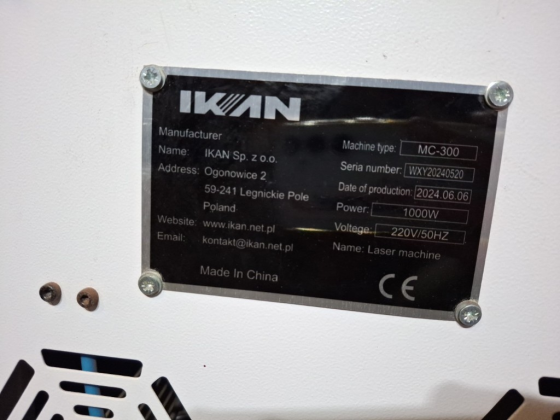 IKAN
Manufacturer
Name: IKAN Sp. z o.o.
Address: Ogonowice 2
59-241 Legnickie Pole
Poland
Website: www.ikan.net.pl
Email: kontakt@ikan.net.pl
Made In China
Machine type: MC-300
Serial number: WXY20240520
Date of production: 2024.06.06
Power: 1000W
Voltege: 220V/50HZ
Name: Laser machine
CE